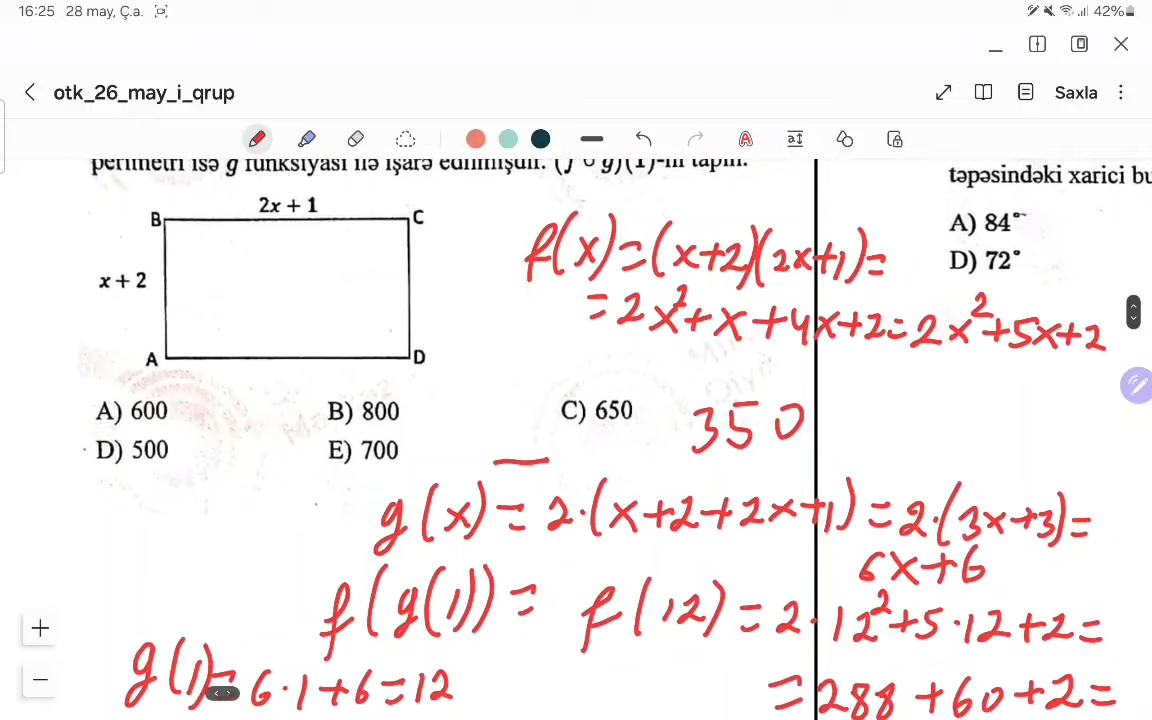 16:25 28 may, Ç.a. 42%
otk_26_may_i_qrup
Saxla
perimetri isə g funksiyası ilə işarə edilmişdir. (f ∘ g)(1)-in tapın.
B 2x + 1 C
x + 2
A D
A) 600 B) 800 C) 650
D) 500 E) 700
təpəsindəki xarici bu
A) 84°
D) 72°
f(x)=(x+2)(2x+1)=
=2x²+x+4x+2=2x²+5x+2
350
g(x)=2·(x+2+2x+1)=2·(3x+3)=
6x+6
f(g(1))= f(12)=2·12²+5·12+2=
g(1)=6·1+6=12
=288+60+2=